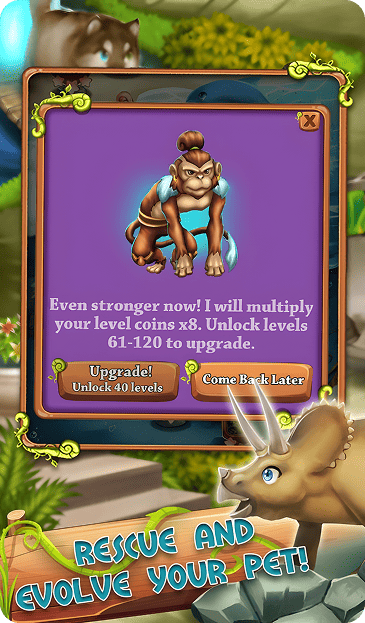 X
Even stronger now! I will multiply
your level coins x8. Unlock levels
61-120 to upgrade.
Upgrade!
Unlock 40 levels
Come Back Later
RESCUE AND
EVOLVE YOUR PET!